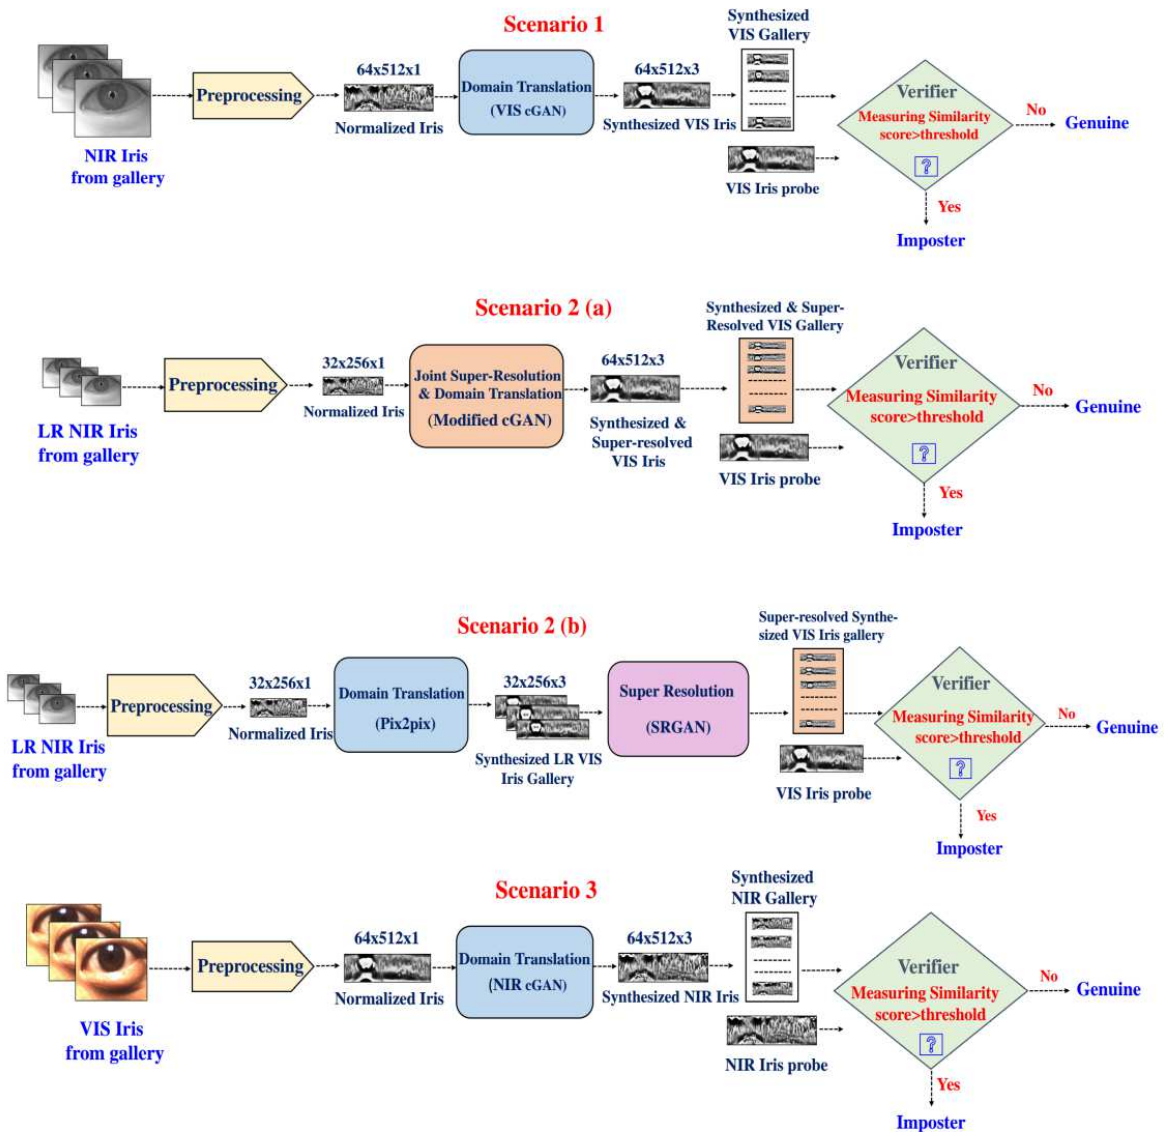 Scenario 1
Synthesized
VIS Gallery
64x512x1
Domain Translation
(VIS cGAN)
64x512x3
Preprocessing
Normalized Iris
Synthesized VIS Iris
Verifier
Measuring Similarity
score>threshold
?
No
Genuine
NIR Iris
from gallery
VIS Iris probe
Yes
Imposter
Scenario 2 (a)
Synthesized & Super-
Resolved VIS Gallery
32x256x1
Joint Super-Resolution
& Domain Translation
(Modified cGAN)
64x512x3
Preprocessing
Normalized Iris
Synthesized &
Super-resolved
VIS Iris
Verifier
Measuring Similarity
score>threshold
?
No
Genuine
LR NIR Iris
from gallery
VIS Iris probe
Yes
Imposter
Scenario 2 (b)
Super-resolved Synthe-
sized VIS Iris gallery
32x256x1
Domain Translation
(Pix2pix)
32x256x3
Super Resolution
(SRGAN)
Preprocessing
Normalized Iris
Synthesized LR VIS
Iris Gallery
Verifier
Measuring Similarity
score>threshold
?
No
Genuine
LR NIR Iris
from gallery
VIS Iris probe
Yes
Imposter
Scenario 3
Synthesized
NIR Gallery
64x512x1
Domain Translation
(NIR cGAN)
64x512x3
Preprocessing
Normalized Iris
Synthesized NIR Iris
Verifier
Measuring Similarity
score>threshold
?
No
Genuine
VIS Iris
from gallery
NIR Iris probe
Yes
Imposter